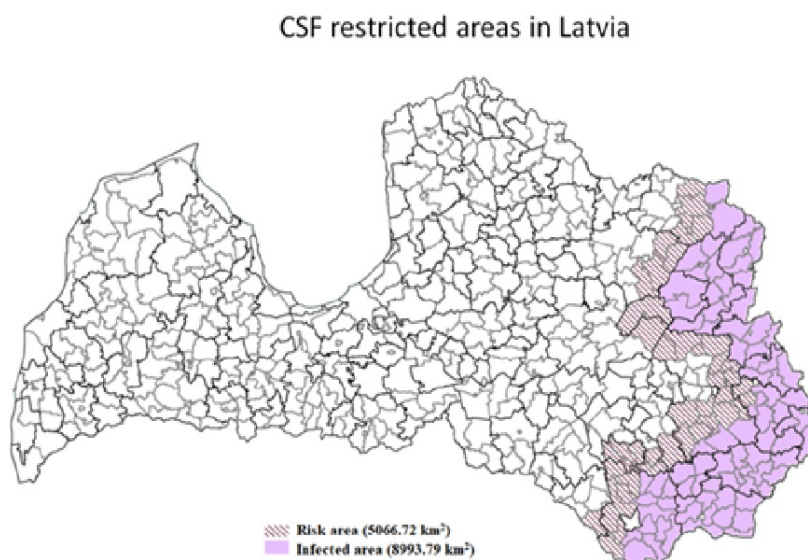 CSF restricted areas in Latvia
Risk area (5066.72 km²)
Infected area (8993.79 km²)